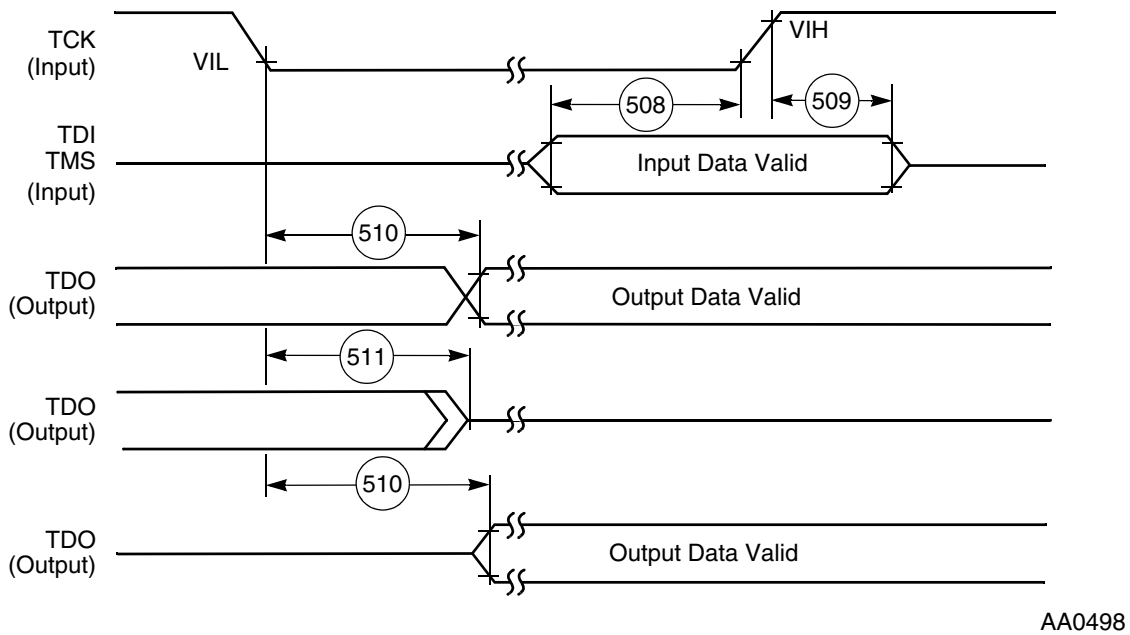 TCK
(Input)
VIL
VIH
508
509
TDI
TMS
(Input)
Input Data Valid
510
TDO
(Output)
Output Data Valid
511
TDO
(Output)
510
TDO
(Output)
Output Data Valid
AA0498